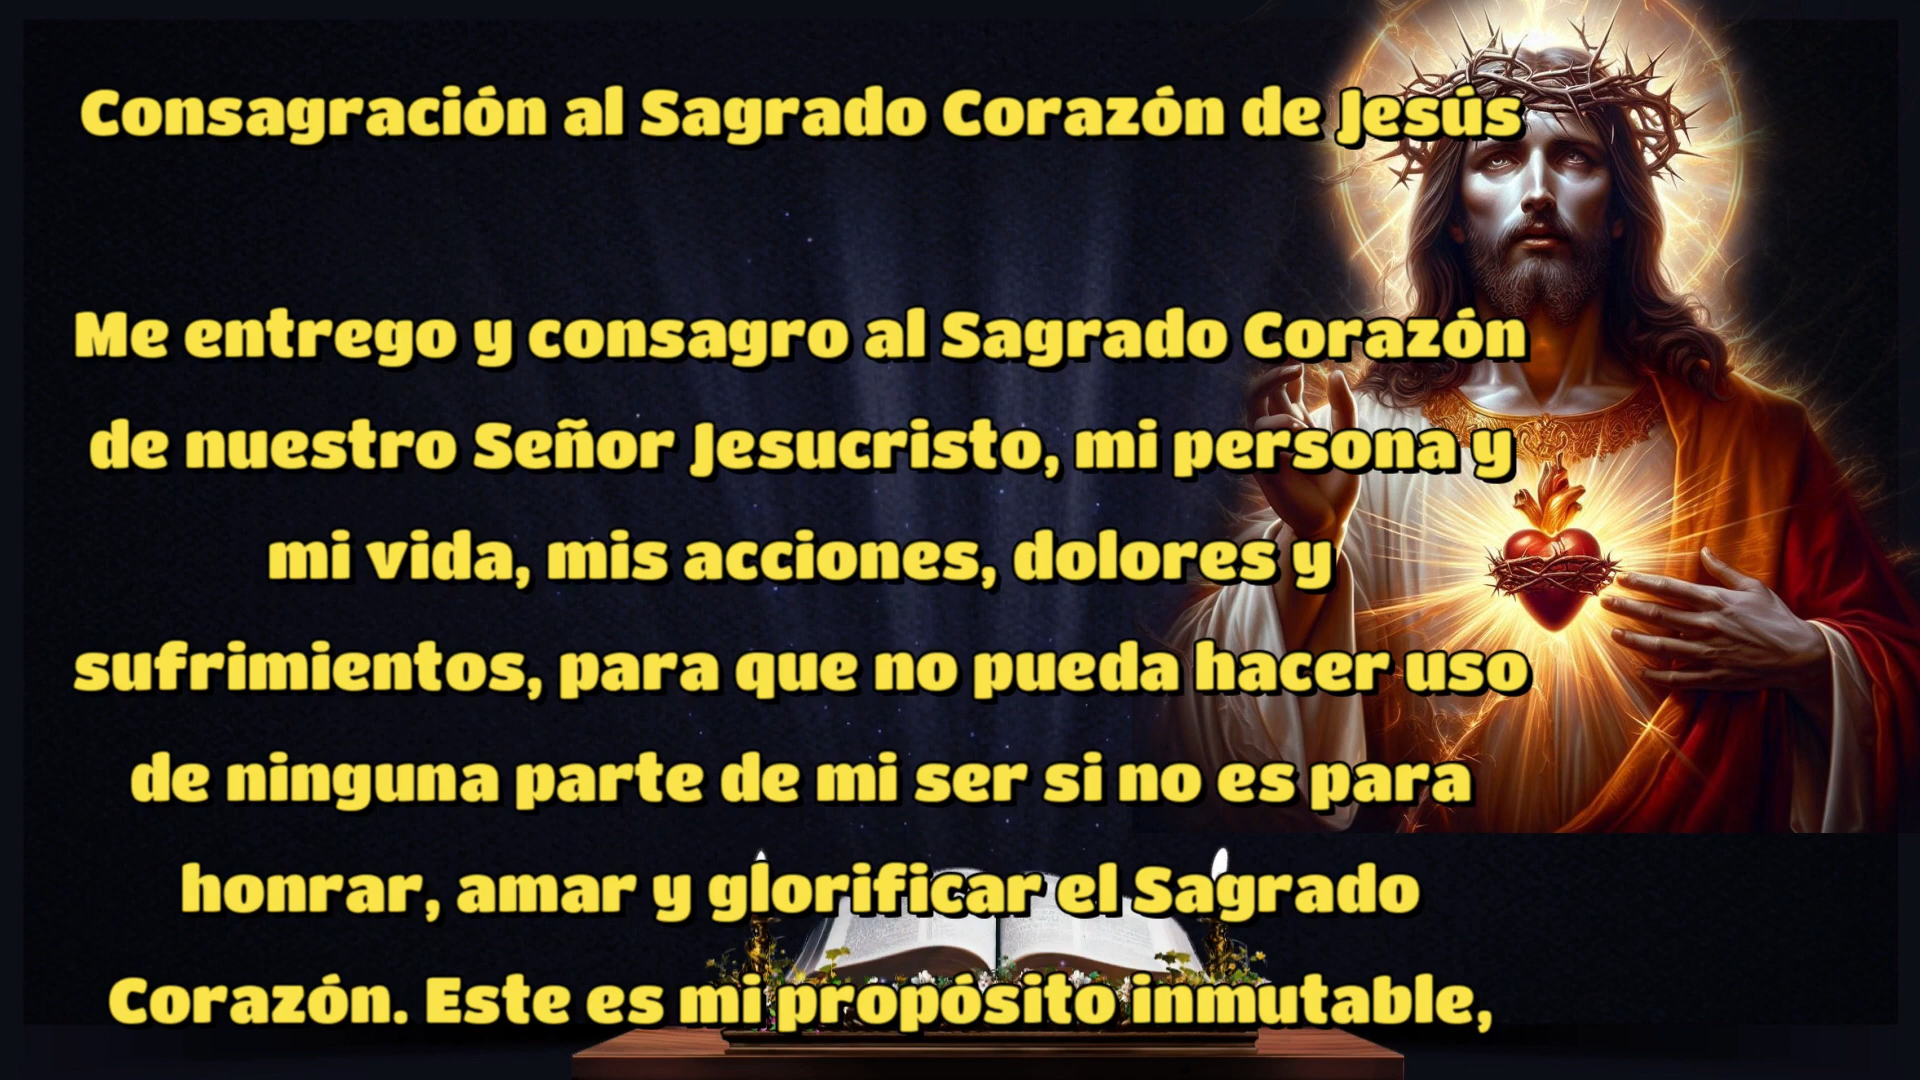 Consagración al Sagrado Corazón de Jesús
Me entrego y consagro al Sagrado Corazón
de nuestro Señor Jesucristo, mi persona y
mi vida, mis acciones, dolores y
sufrimientos, para que no pueda hacer uso
de ninguna parte de mi ser si no es para
honrar, amar y glorificar el Sagrado
Corazón. Este es mi propósito inmutable,